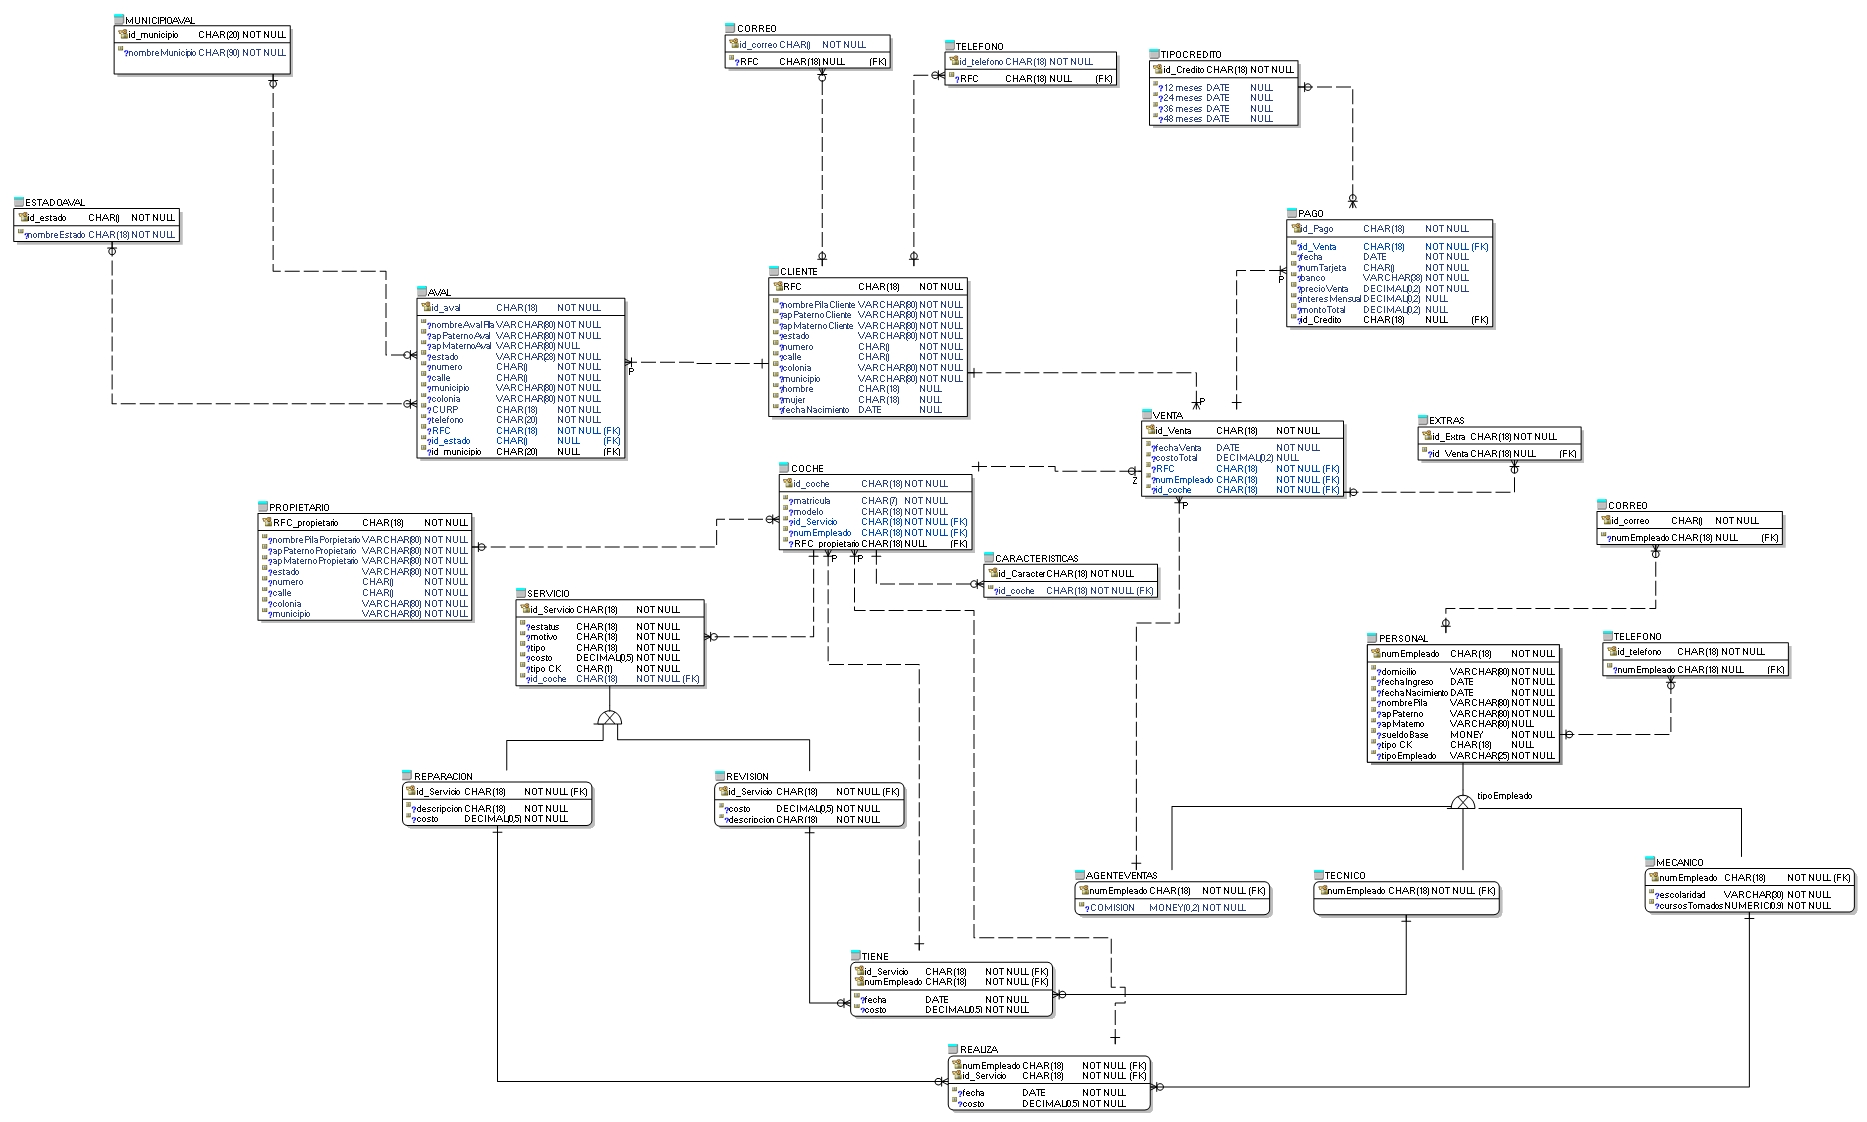 MUNICIPIOAVAL
id_municipio CHAR(20) NOT NULL
nombreMunicipio CHAR(90) NOT NULL
CORREO
id_correo CHAR() NOT NULL
RFC CHAR(18) NULL (FK)
TELEFONO
id_telefono CHAR(18) NOT NULL
RFC CHAR(18) NULL (FK)
TIPOCREDITO
id_Credito CHAR(18) NOT NULL
12 meses DATE NULL
24 meses DATE NULL
36 meses DATE NULL
48 meses DATE NULL
ESTADOAVAL
id_estado CHAR() NOT NULL
nombreEstado CHAR(18) NOT NULL
PAGO
id_Pago CHAR(18) NOT NULL
id_Venta CHAR(18) NOT NULL (FK)
fecha DATE NOT NULL
numTarjeta CHAR() NOT NULL
banco VARCHAR(38) NOT NULL
precioVenta DECIMAL(0,2) NOT NULL
interesMensual DECIMAL(0,2) NULL
montoTotal DECIMAL(0,2) NULL
id_Credito CHAR(18) NULL (FK)
P
AVAL
id_aval CHAR(18) NOT NULL
nombreAvalPila VARCHAR(80) NOT NULL
apPaternoAval VARCHAR(80) NOT NULL
apMaternoAval VARCHAR(80) NULL
estado VARCHAR(28) NOT NULL
numero CHAR() NOT NULL
calle CHAR() NOT NULL
municipio VARCHAR(80) NOT NULL
colonia VARCHAR(80) NOT NULL
CURP CHAR(18) NOT NULL
telefono CHAR(20) NOT NULL
RFC CHAR(18) NOT NULL (FK)
id_estado CHAR() NULL (FK)
id_municipio CHAR(20) NULL (FK)
P
CLIENTE
RFC CHAR(18) NOT NULL
nombrePilaCliente VARCHAR(80) NOT NULL
apPaternoCliente VARCHAR(80) NOT NULL
apMaternoCliente VARCHAR(80) NOT NULL
estado VARCHAR(80) NOT NULL
numero CHAR() NOT NULL
calle CHAR() NOT NULL
colonia VARCHAR(80) NOT NULL
municipio VARCHAR(80) NOT NULL
hombre CHAR(18) NULL
mujer CHAR(18) NULL
fechaNacimiento DATE NULL
P
VENTA
id_Venta CHAR(18) NOT NULL
fechaVenta DATE NOT NULL
costoTotal DECIMAL(0,2) NULL
RFC CHAR(18) NOT NULL (FK)
numEmpleado CHAR(18) NOT NULL (FK)
id_coche CHAR(18) NOT NULL (FK)
Z
P
EXTRAS
id_Extra CHAR(18) NOT NULL
id_Venta CHAR(18) NULL (FK)
COCHE
id_coche CHAR(18) NOT NULL
matricula CHAR(7) NOT NULL
modelo CHAR(18) NOT NULL
id_Servicio CHAR(18) NOT NULL (FK)
numEmpleado CHAR(18) NOT NULL (FK)
RFC_propietario CHAR(18) NULL (FK)
P
P
PROPIETARIO
RFC_propietario CHAR(18) NOT NULL
nombrePilaPorpietario VARCHAR(80) NOT NULL
apPaternoPropietario VARCHAR(80) NOT NULL
apMaternoPropietario VARCHAR(80) NOT NULL
estado VARCHAR(80) NOT NULL
numero CHAR() NOT NULL
calle CHAR() NOT NULL
colonia VARCHAR(80) NOT NULL
municipio VARCHAR(80) NOT NULL
CORREO
id_correo CHAR() NOT NULL
numEmpleado CHAR(18) NULL (FK)
CARACTERISTICAS
id_Caracter CHAR(18) NOT NULL
id_coche CHAR(18) NOT NULL (FK)
SERVICIO
id_Servicio CHAR(18) NOT NULL
estatus CHAR(18) NOT NULL
motivo CHAR(18) NOT NULL
tipo CHAR(18) NOT NULL
costo DECIMAL(0,5) NOT NULL
tipo CK CHAR(1) NOT NULL
id_coche CHAR(18) NOT NULL (FK)
PERSONAL
numEmpleado CHAR(18) NOT NULL
domicilio VARCHAR(80) NOT NULL
fechaIngreso DATE NOT NULL
fechaNacimiento DATE NOT NULL
nombrePila VARCHAR(80) NOT NULL
apPaterno VARCHAR(80) NOT NULL
apMaterno VARCHAR(80) NULL
sueldoBase MONEY NOT NULL
tipo CK CHAR(18) NULL
tipoEmpleado VARCHAR(25) NOT NULL
TELEFONO
id_telefono CHAR(18) NOT NULL
numEmpleado CHAR(18) NULL (FK)
REPARACION
id_Servicio CHAR(18) NOT NULL (FK)
descripcion CHAR(18) NOT NULL
costo DECIMAL(0,5) NOT NULL
REVISION
id_Servicio CHAR(18) NOT NULL (FK)
costo DECIMAL(0,5) NOT NULL
descripcion CHAR(18) NOT NULL
tipoEmpleado
AGENTEVENTAS
numEmpleado CHAR(18) NOT NULL (FK)
COMISION MONEY(0,2) NOT NULL
TECNICO
numEmpleado CHAR(18) NOT NULL (FK)
MECANICO
numEmpleado CHAR(18) NOT NULL (FK)
escolaridad VARCHAR(30) NOT NULL
cursosTomados NUMERIC(0,9) NOT NULL
TIENE
id_Servicio CHAR(18) NOT NULL (FK)
numEmpleado CHAR(18) NOT NULL (FK)
fecha DATE NOT NULL
costo DECIMAL(0,5) NOT NULL
REALIZA
numEmpleado CHAR(18) NOT NULL (FK)
id_Servicio CHAR(18) NOT NULL (FK)
fecha DATE NOT NULL
costo DECIMAL(0,5) NOT NULL